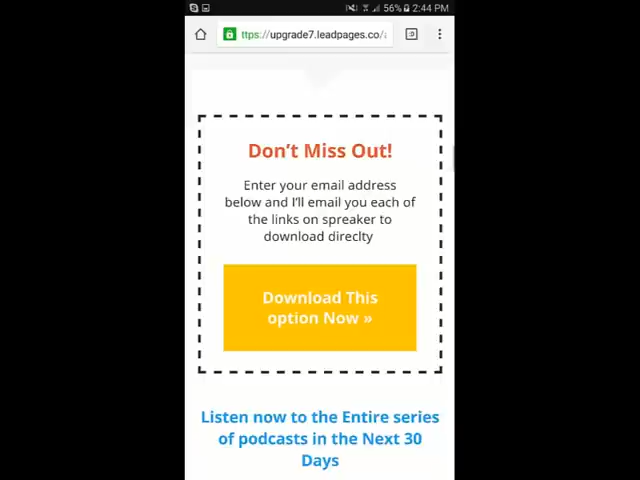 56% 2:44 PM
ttps://upgrade7.leadpages.co/
Don't Miss Out!
Enter your email address
below and I'll email you each of
the links on spreaker to
download direclty
Download This
option Now »
Listen now to the Entire series
of podcasts in the Next 30
Days